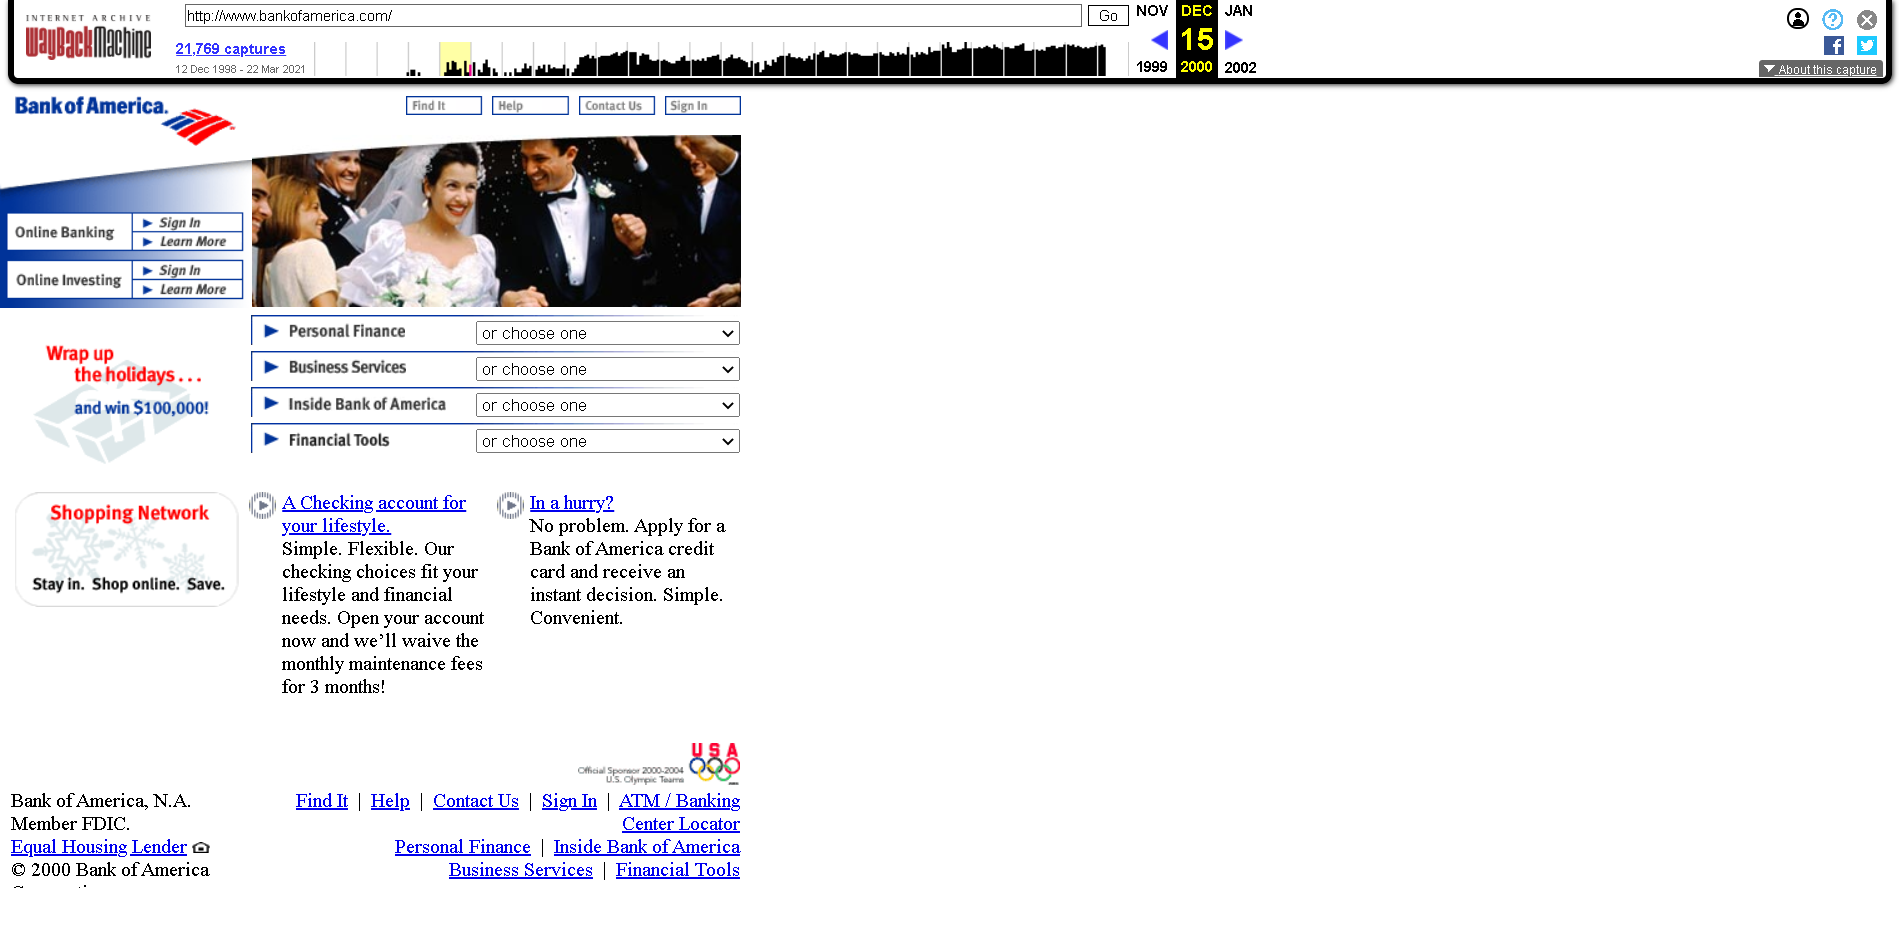 INTERNET ARCHIVE
WayBackMachine
http://www.bankofamerica.com/
Go
NOV DEC JAN
21,769 captures
15
12 Dec 1998 - 22 Mar 2021
1999 2000 2002
About this capture
Bank of America.
Find It
Help
Contact Us
Sign In
Online Banking
Sign In
Learn More
Online Investing
Sign In
Learn More
Personal Finance
or choose one
Business Services
or choose one
Inside Bank of America
or choose one
Financial Tools
or choose one
Wrap up
the holidays . . .
and win $100,000!
Shopping Network
Stay in. Shop online. Save.
A Checking account for
your lifestyle.
Simple. Flexible. Our
checking choices fit your
lifestyle and financial
needs. Open your account
now and we’ll waive the
monthly maintenance fees
for 3 months!
In a hurry?
No problem. Apply for a
Bank of America credit
card and receive an
instant decision. Simple.
Convenient.
USA
Official Sponsor 2000-2004
U.S. Olympic Teams
Bank of America, N.A.
Member FDIC.
Equal Housing Lender
© 2000 Bank of America
Find It | Help | Contact Us | Sign In | ATM / Banking
Center Locator
Personal Finance | Inside Bank of America
Business Services | Financial Tools